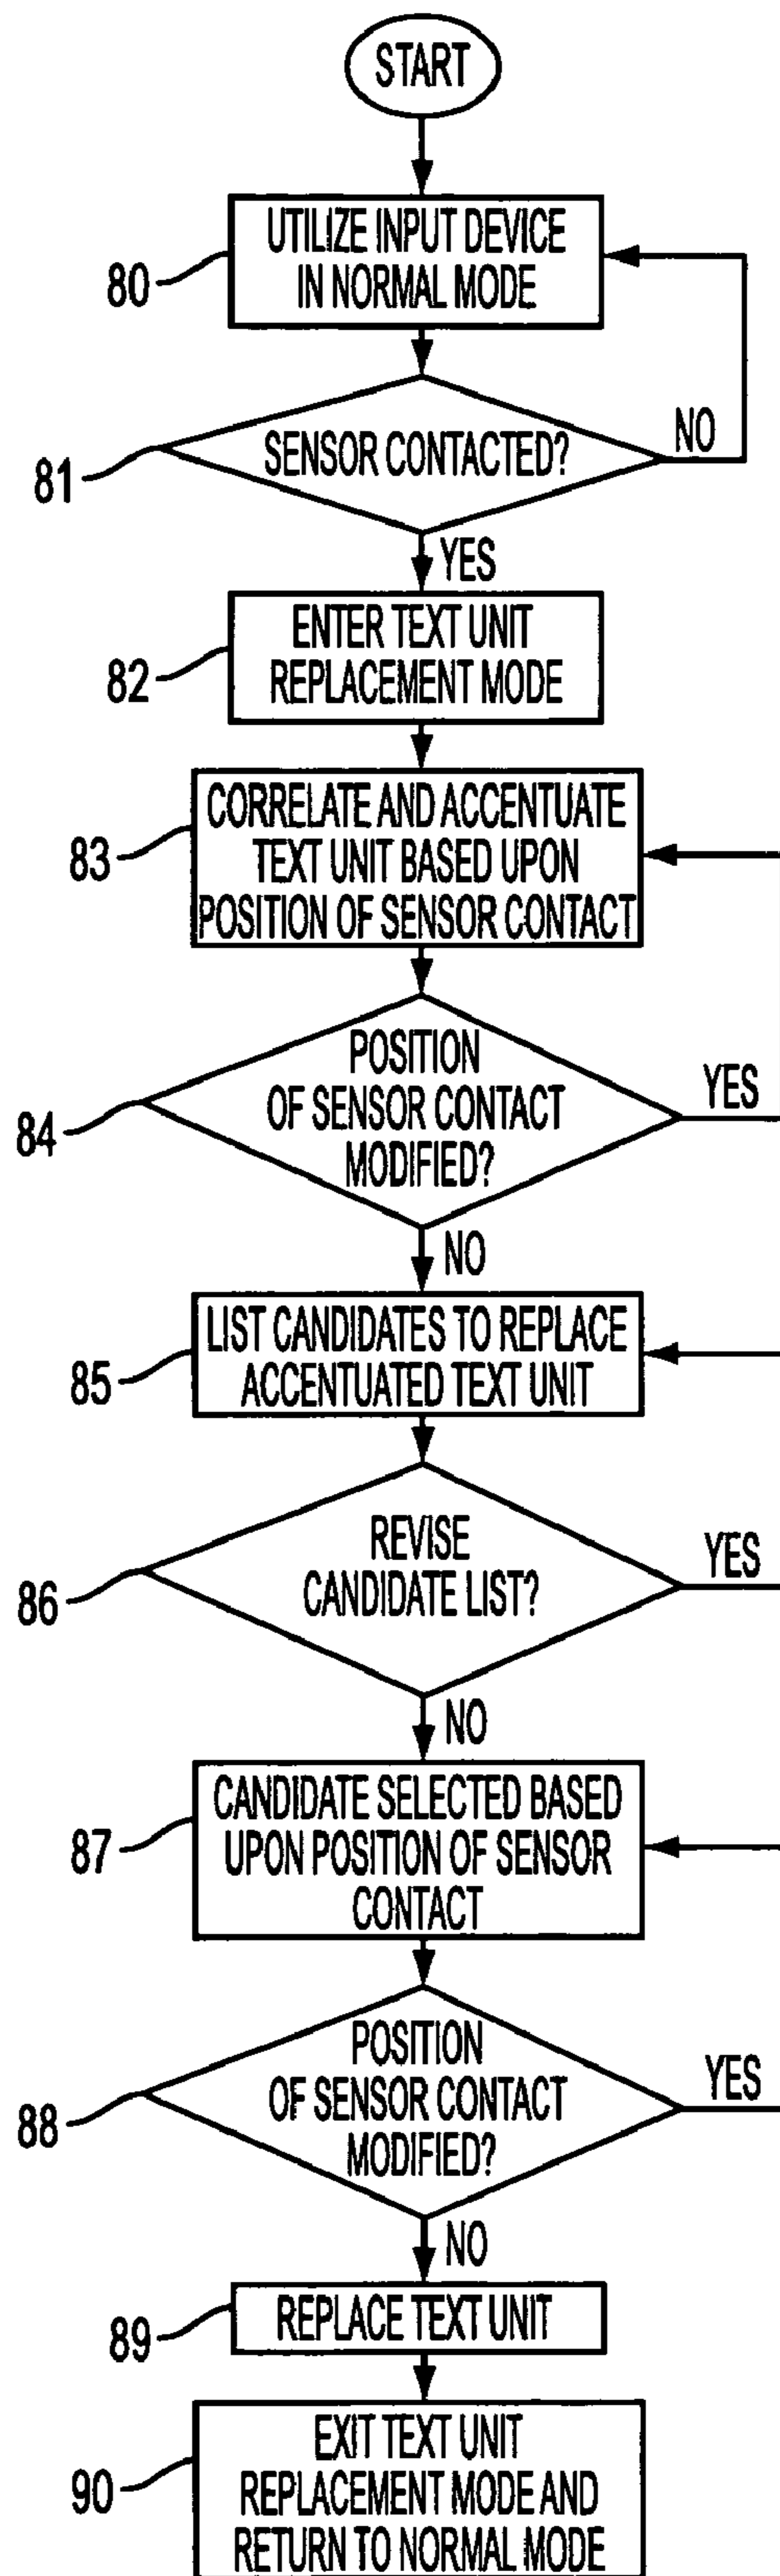 START
UTILIZE INPUT DEVICE
IN NORMAL MODE
80
SENSOR CONTACTED?
NO
81
YES
ENTER TEXT UNIT
REPLACEMENT MODE
82
CORRELATE AND ACCENTUATE
TEXT UNIT BASED UPON
POSITION OF SENSOR CONTACT
83
POSITION
OF SENSOR CONTACT
MODIFIED?
YES
84
NO
LIST CANDIDATES TO REPLACE
ACCENTUATED TEXT UNIT
85
REVISE
CANDIDATE LIST?
YES
86
NO
CANDIDATE SELECTED BASED
UPON POSITION OF SENSOR
CONTACT
87
POSITION
OF SENSOR CONTACT
MODIFIED?
YES
88
NO
REPLACE TEXT UNIT
89
EXIT TEXT UNIT
REPLACEMENT MODE AND
RETURN TO NORMAL MODE
90